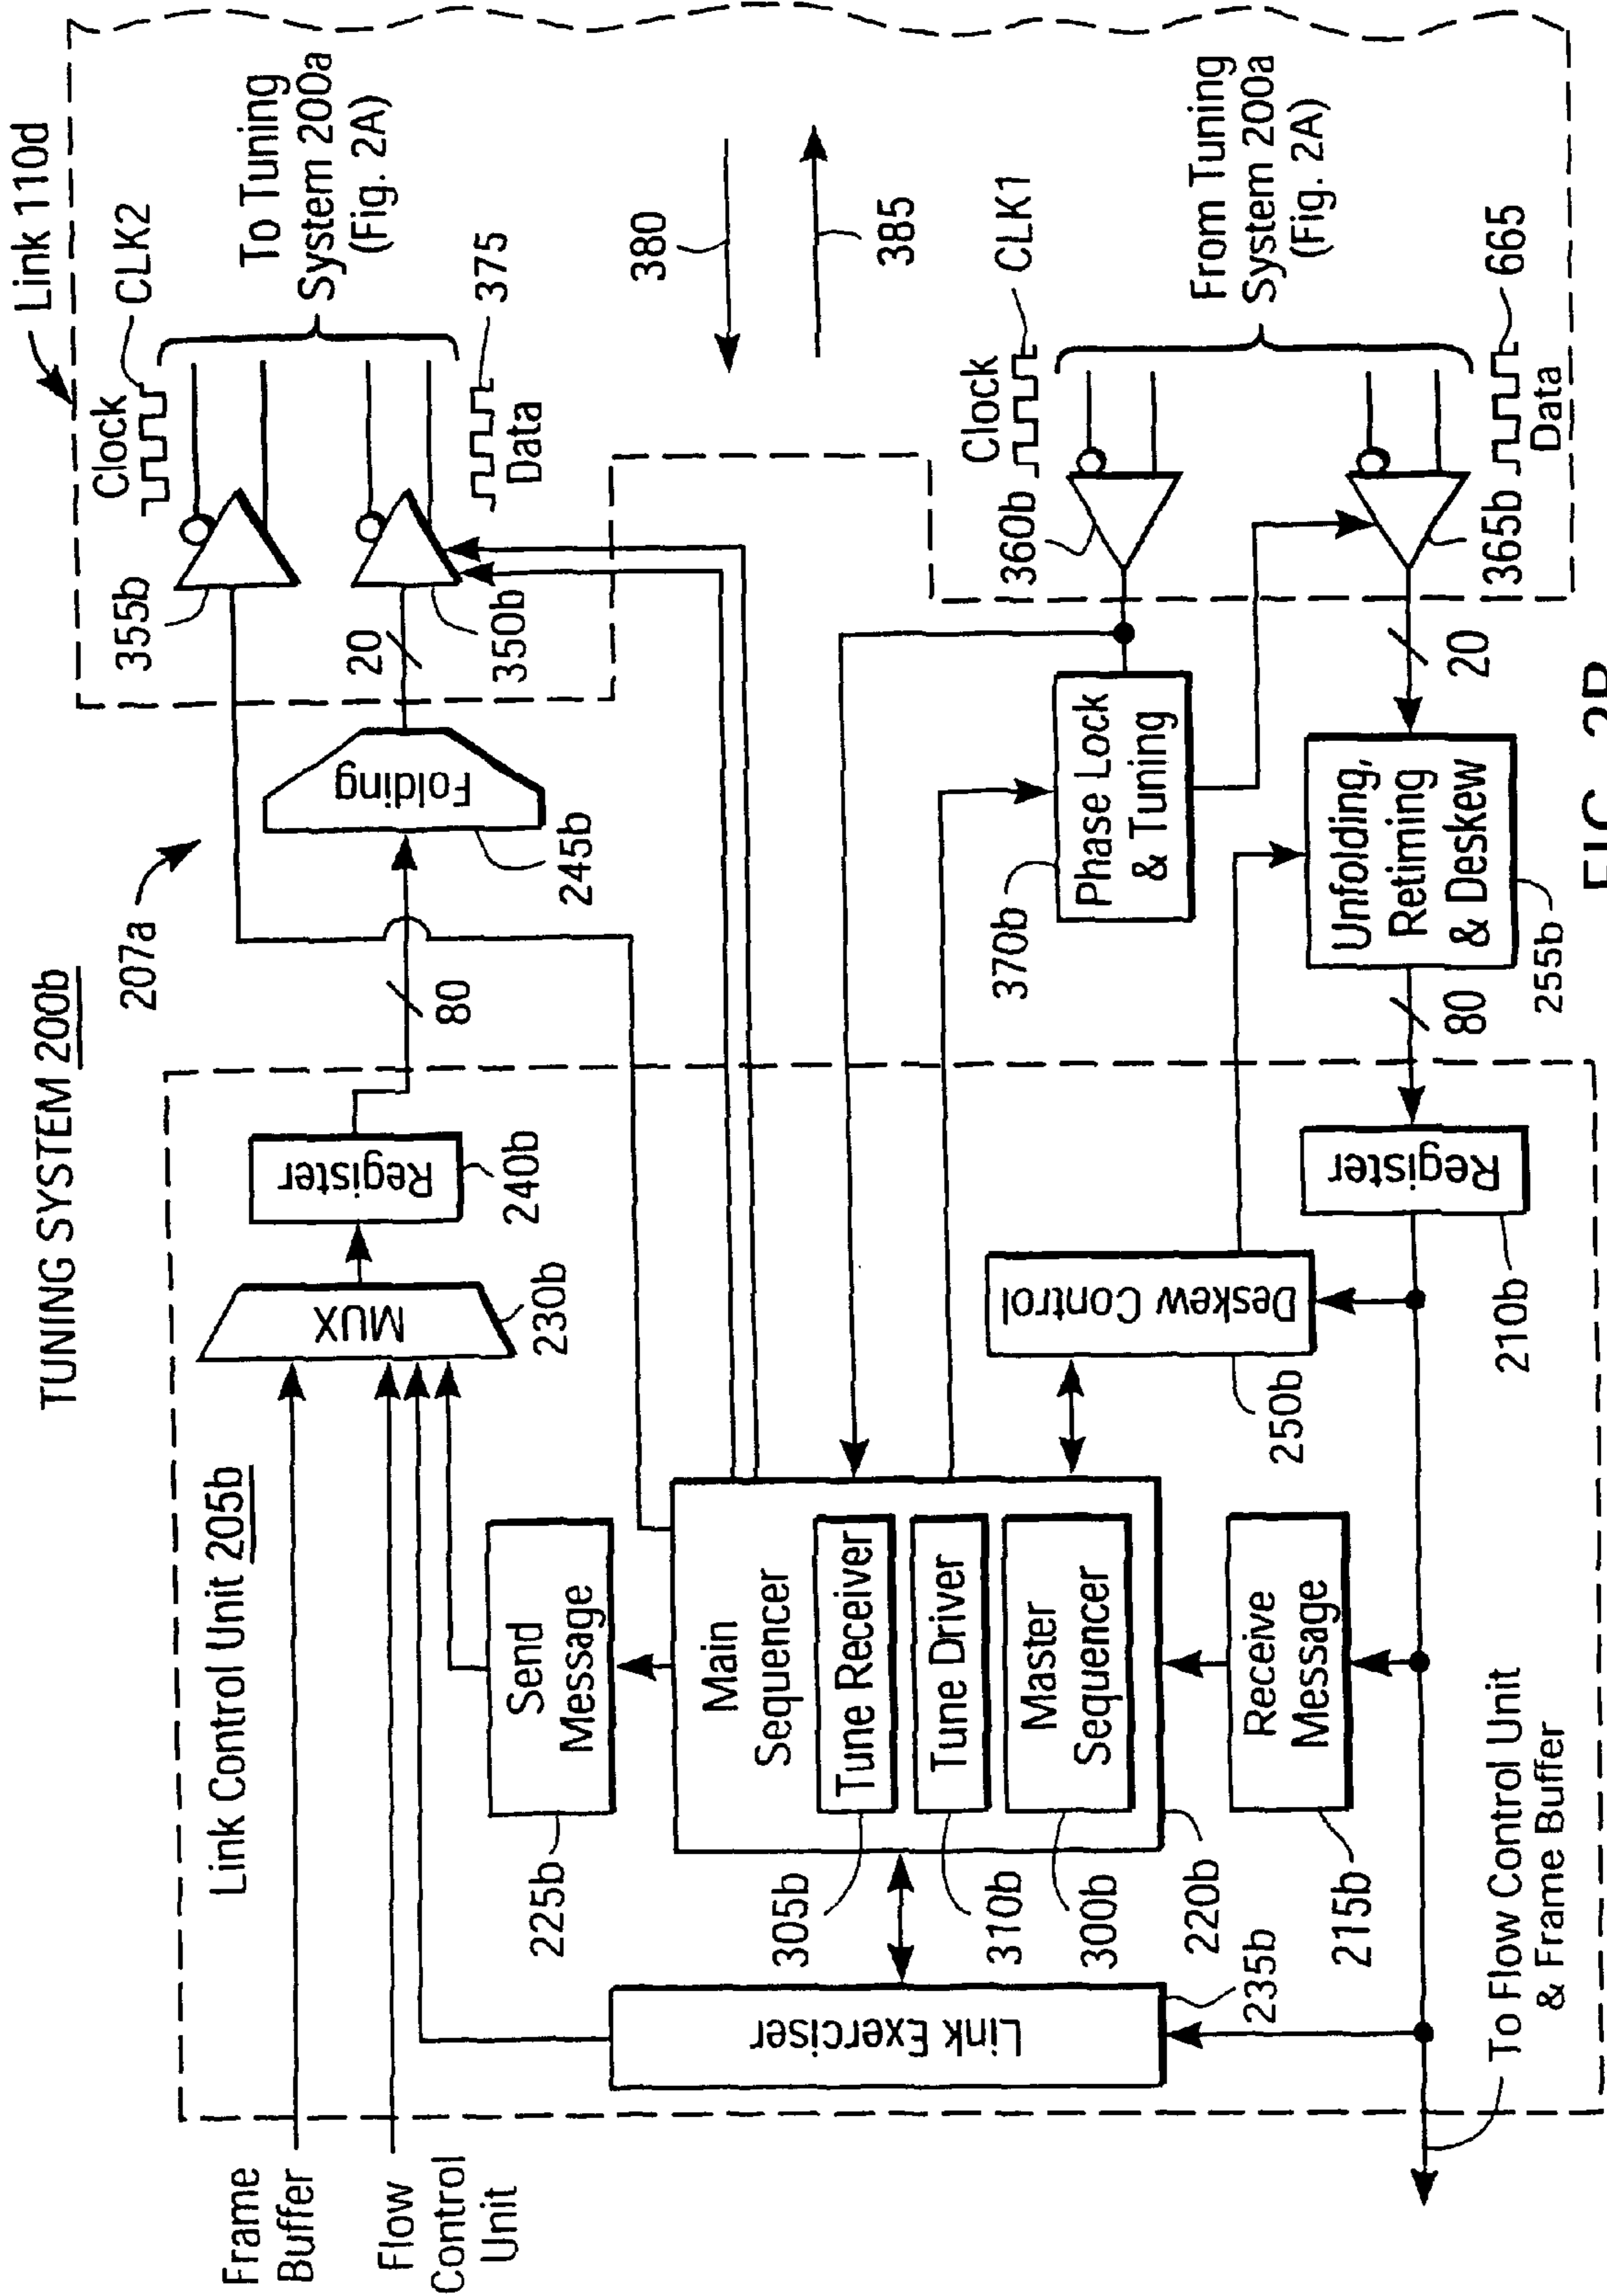 TUNING SYSTEM 200b
Link 110d
207a
Link Control Unit 205b
Frame
Buffer
Flow
Control
Unit
MUX
230b
Register
240b
80
Folding
245b
20
355b
350b
Clock
CLK2
To Tuning
System 200a
(Fig. 2A)
375
Data
380
385
Send
Message
225b
Main
Sequencer
Tune Receiver
Tune Driver
Master
Sequencer
305b
310b
300b
220b
Link Exerciser
235b
Receive
Message
215b
Deskew Control
250b
Register
210b
Phase Lock
& Tuning
370b
Unfolding,
Retiming
& Deskew
255b
80
20
360b
365b
Clock
CLK1
From Tuning
System 200a
(Fig. 2A)
665
Data
To Flow Control Unit
& Frame Buffer